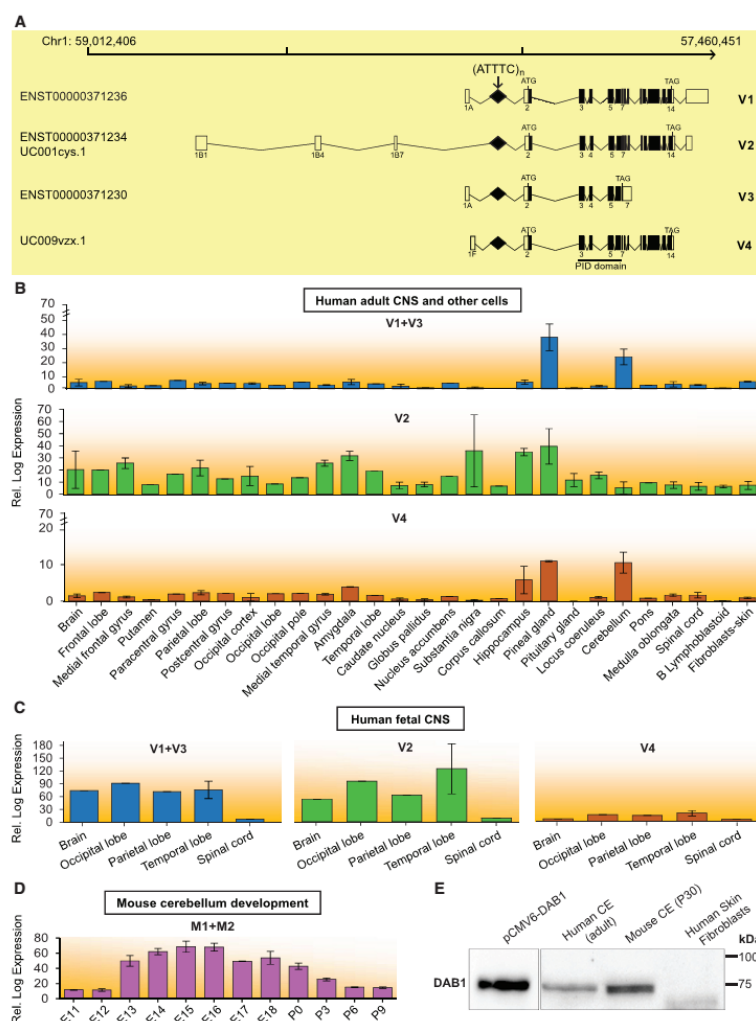 A
Chr1: 59,012,406
57,460,451
(ATTTC)n
ENST00000371236
ATG
TAG
1A
2
3
5
7
14
V1
ENST00000371234
UC001cys.1
ATG
TAG
1B1
1B4
1B7
2
3
4
5
7
14
V2
ENST00000371230
ATG
TAG
1A
2
3
4
5
7
V3
UC009vzx.1
ATG
TAG
1F
2
3
4
5
7
14
V4
PID domain
B
Human adult CNS and other cells
V1+V3
70
50
40
30
20
10
0
V2
70
60
50
40
30
20
10
0
V4
70
20
10
0
Rel. Log Expression
Brain
Frontal lobe
Medial frontal gyrus
Putamen
Paracentral gyrus
Parietal lobe
Postcentral gyrus
Occipital cortex
Occipital lobe
Occipital pole
Medial temporal gyrus
Amygdala
Temporal lobe
Caudate nucleus
Globus pallidus
Nucleus accumbens
Substantia nigra
Corpus callosum
Hippocampus
Pineal gland
Pituitary gland
Locus coeruleus
Cerebellum
Pons
Medulla oblongata
Spinal cord
B Lymphoblastoid
Fibroblasts-skin
C
Human fetal CNS
V1+V3
V2
V4
Rel. Log Expression
180
150
120
90
60
30
0
Brain
Occipital lobe
Parietal lobe
Temporal lobe
Spinal cord
Brain
Occipital lobe
Parietal lobe
Temporal lobe
Spinal cord
Brain
Occipital lobe
Parietal lobe
Temporal lobe
Spinal cord
D
Mouse cerebellum development
M1+M2
Rel. Log Expression
80
60
40
20
0
E11
E12
E13
E14
E15
E16
E17
E18
P0
P3
P6
P9
E
pCMV6-DAB1
Human CE
(adult)
Mouse CE (P30)
Human Skin
Fibroblasts
kDa
100
75
DAB1